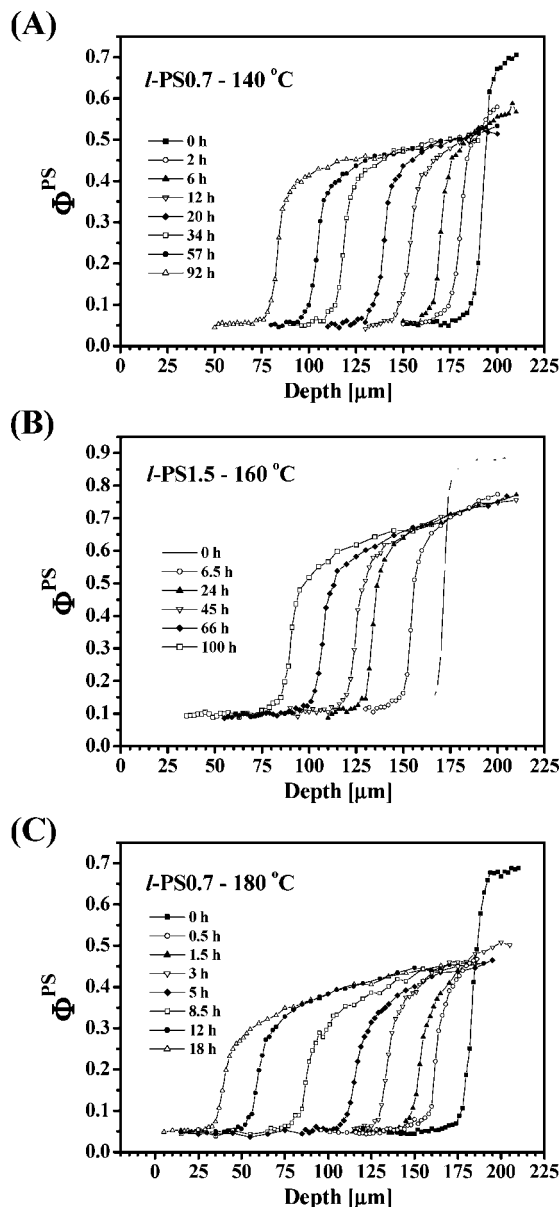 (A)
l-PS0.7 - 140 °C
0 h
2 h
6 h
12 h
20 h
34 h
57 h
92 h
Φ^PS
0.7
0.6
0.5
0.4
0.3
0.2
0.1
0.0
0 25 50 75 100 125 150 175 200 225
Depth [μm]
(B)
l-PS1.5 - 160 °C
0 h
6.5 h
24 h
45 h
66 h
100 h
Φ^PS
0.9
0.8
0.7
0.6
0.5
0.4
0.3
0.2
0.1
0.0
0 25 50 75 100 125 150 175 200 225
Depth [μm]
(C)
l-PS0.7 - 180 °C
0 h
0.5 h
1.5 h
3 h
5 h
8.5 h
12 h
18 h
Φ^PS
0.7
0.6
0.5
0.4
0.3
0.2
0.1
0.0
0 25 50 75 100 125 150 175 200 225
Depth [μm]